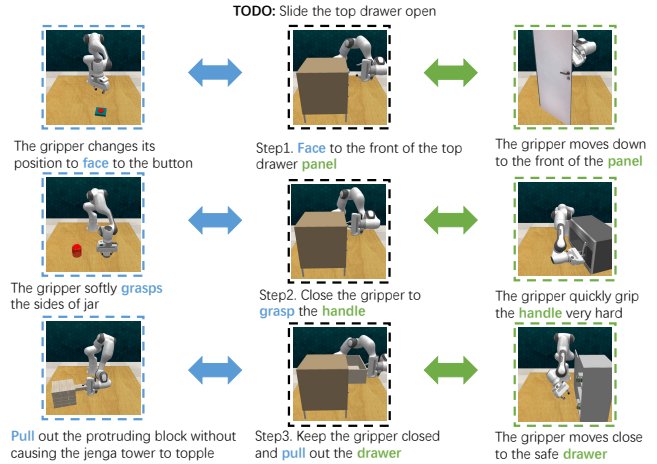 TODO: Slide the top drawer open
The gripper changes its
position to face to the button
Step1. Face to the front of the top
drawer panel
The gripper moves down
to the front of the panel
The gripper softly grasps
the sides of jar
Step2. Close the gripper to
grasp the handle
The gripper quickly grip
the handle very hard
Pull out the protruding block without
causing the jenga tower to topple
Step3. Keep the gripper closed
and pull out the drawer
The gripper moves close
to the safe drawer